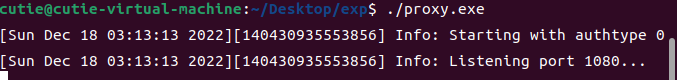 cutie@cutie-virtual-machine:~/Desktop/exp$ ./proxy.exe
[Sun Dec 18 03:13:13 2022][140430935553856] Info: Starting with authtype 0
[Sun Dec 18 03:13:13 2022][140430935553856] Info: Listening port 1080...